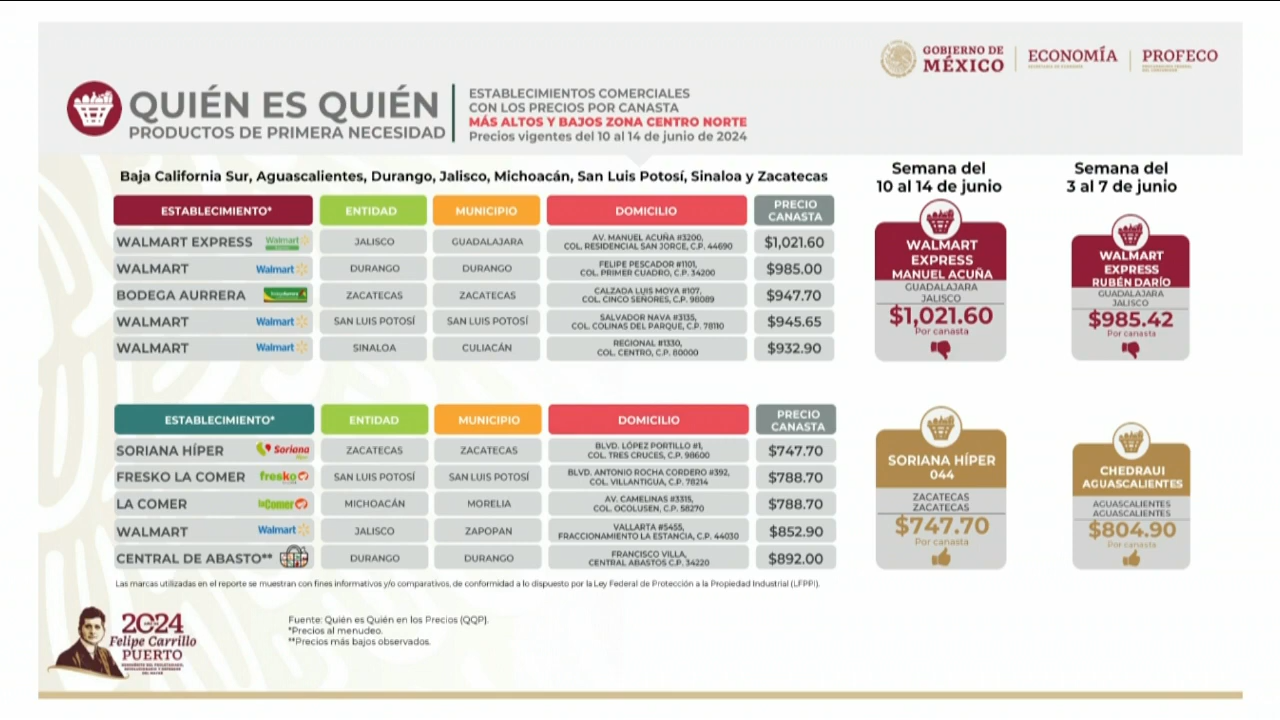 GOBIERNO DE
MÉXICO
ECONOMÍA
PROFECO
QUIÉN ES QUIÉN
PRODUCTOS DE PRIMERA NECESIDAD
ESTABLECIMIENTOS COMERCIALES
CON LOS PRECIOS POR CANASTA
MÁS ALTOS Y BAJOS ZONA CENTRO NORTE
Precios vigentes del 10 al 14 de junio de 2024
Baja California Sur, Aguascalientes, Durango, Jalisco, Michoacán, San Luis Potosí, Sinaloa y Zacatecas
ESTABLECIMIENTO* ENTIDAD MUNICIPIO DOMICILIO PRECIO CANASTA
WALMART EXPRESS Walmart JALISCO GUADALAJARA AV. MANUEL ACUÑA #3200, COL. RESIDENCIAL SAN JORGE, C.P. 44690 $1,021.60
WALMART Walmart DURANGO DURANGO FELIPE PESCADOR #1101, COL. PRIMER CUADRO, C.P. 34200 $985.00
BODEGA AURRERA ZACATECAS ZACATECAS CALZADA LUIS MOYA #107, COL. CINCO SEÑORES, C.P. 98089 $947.70
WALMART Walmart SAN LUIS POTOSÍ SAN LUIS POTOSÍ SALVADOR NAVA #3135, COL. COLINAS DEL PARQUE, C.P. 78110 $945.65
WALMART Walmart SINALOA CULIACÁN REGIONAL #1330, COL. CENTRO, C.P. 80000 $932.90
Semana del
10 al 14 de junio
WALMART
EXPRESS
MANUEL ACUÑA
GUADALAJARA
JALISCO
$1,021.60
Por canasta
Semana del
3 al 7 de junio
WALMART
EXPRESS
RUBÉN DARÍO
GUADALAJARA
JALISCO
$985.42
Por canasta
ESTABLECIMIENTO* ENTIDAD MUNICIPIO DOMICILIO PRECIO CANASTA
SORIANA HÍPER Soriana ZACATECAS ZACATECAS BLVD. LÓPEZ PORTILLO #1, COL. TRES CRUCES, C.P. 98600 $747.70
FRESKO LA COMER fresko SAN LUIS POTOSÍ SAN LUIS POTOSÍ BLVD. ANTONIO ROCHA CORDERO #392, COL. VILLANTIGUA, C.P. 78214 $788.70
LA COMER laComer MICHOACÁN MORELIA AV. CAMELINAS #3315, COL. OCOLUSEN, C.P. 58270 $788.70
WALMART Walmart JALISCO ZAPOPAN VALLARTA #5455, FRACCIONAMIENTO LA ESTANCIA, C.P. 44030 $852.90
CENTRAL DE ABASTO** DURANGO DURANGO FRANCISCO VILLA, CENTRAL ABASTOS C.P. 34220 $892.00
SORIANA HÍPER
044
ZACATECAS
ZACATECAS
$747.70
Por canasta
CHEDRAUI
AGUASCALIENTES
AGUASCALIENTES
AGUASCALIENTES
$804.90
Por canasta
Las marcas utilizadas en el reporte se muestran con fines informativos y/o comparativos, de conformidad a lo dispuesto por la Ley Federal de Protección a la Propiedad Industrial (LFPPI).
2024
Felipe Carrillo
PUERTO
Fuente: Quién es Quién en los Precios (QQP).
*Precios al menudeo.
**Precios más bajos observados.